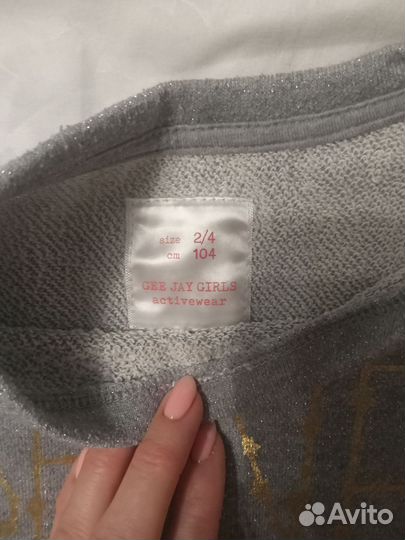 size 2/4
cm 104
GEE JAY GIRLS
activewear
Avito